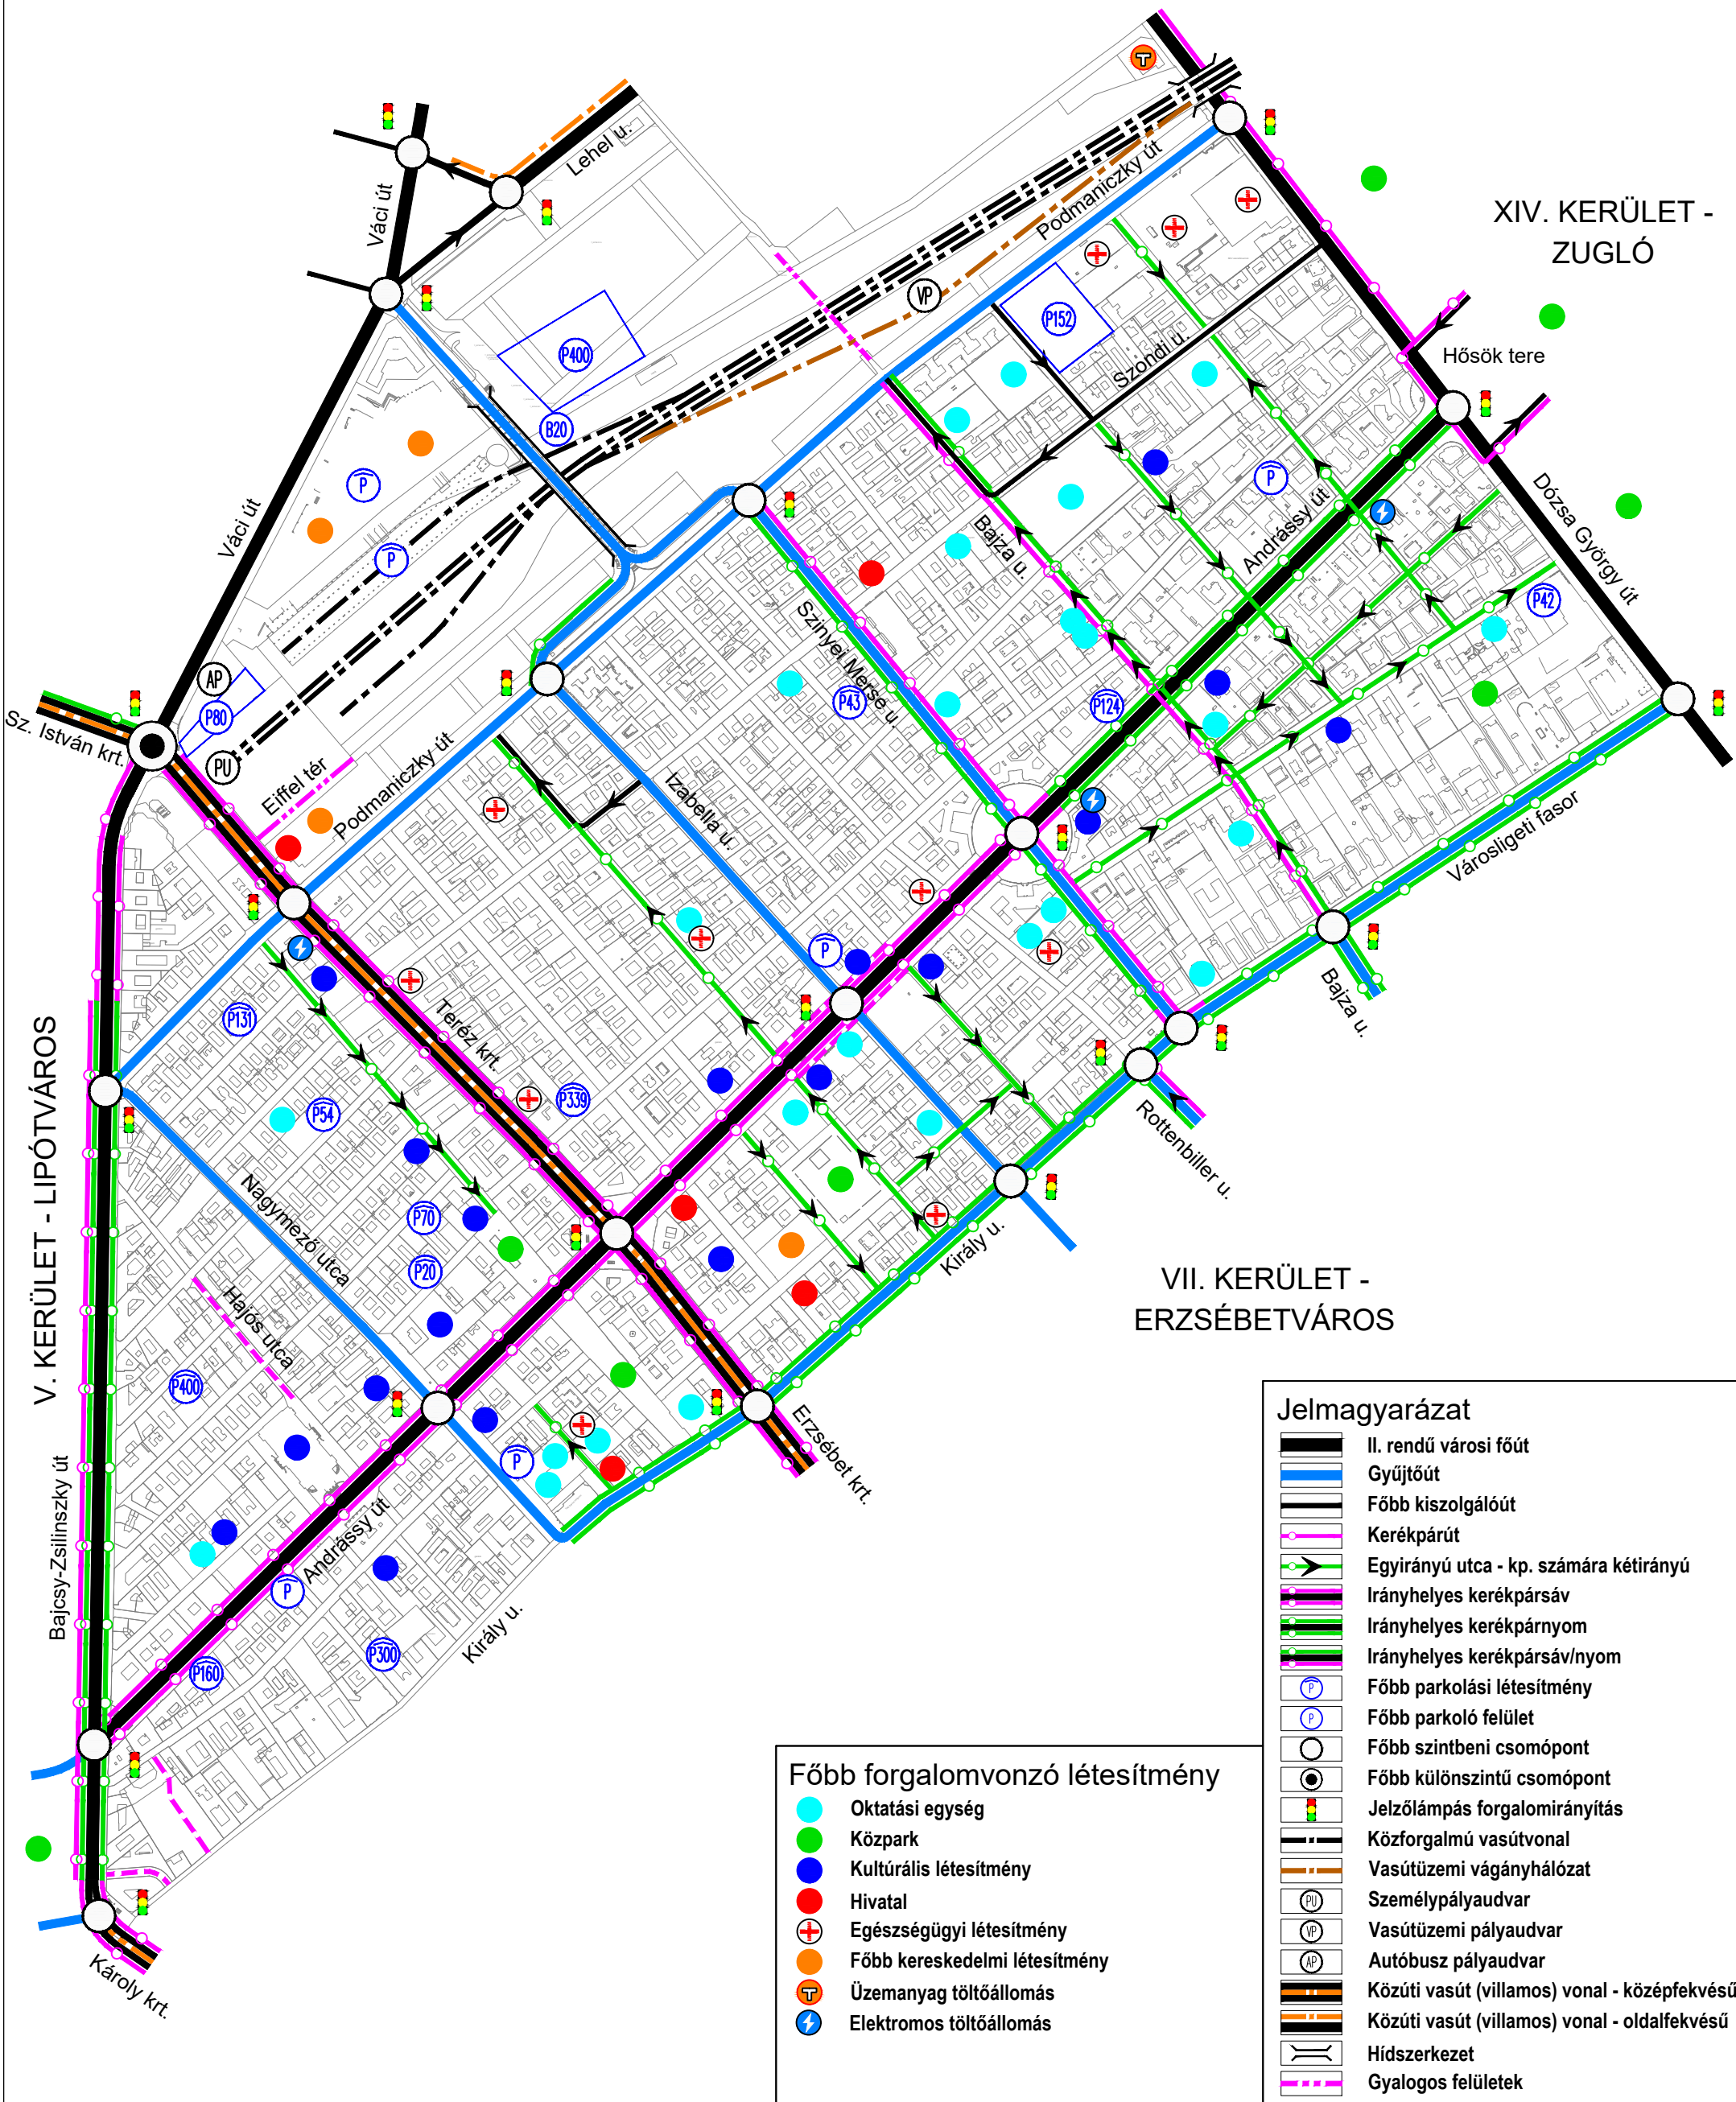 Lehel u.
Váci út
Podmaniczky út
XIV. KERÜLET -
ZUGLÓ
VP
P152
P400
Szondi u.
Hősök tere
B20
P
P
Váci út
P
Bajza u.
Andrássy út
Dózsa György út
P42
AP
P80
Sz. István krt.
PU
Eiffel tér
Podmaniczky út
Szinyei Merse u.
P43
P124
Izabella u.
Városligeti fasor
P
Bajza u.
P131
Teréz krt.
P54
P339
Rottenbiller u.
V. KERÜLET - LIPÓTVÁROS
Nagymező utca
P70
P20
Király u.
VII. KERÜLET -
ERZSÉBETVÁROS
Hajós utca
P400
Erzsébet krt.
P
Bajcsy-Zsilinszky út
Andrássy út
P
Király u.
P300
P160
Károly krt.
Főbb forgalomvonzó létesítmény
Oktatási egység
Közpark
Kultúrális létesítmény
Hivatal
Egészségügyi létesítmény
Főbb kereskedelmi létesítmény
T Üzemanyag töltőállomás
Elektromos töltőállomás
Jelmagyarázat
II. rendű városi főút
Gyűjtőút
Főbb kiszolgálóút
Kerékpárút
Egyirányú utca - kp. számára kétirányú
Irányhelyes kerékpársáv
Irányhelyes kerékpárnyom
Irányhelyes kerékpársáv/nyom
P Főbb parkolási létesítmény
P Főbb parkoló felület
Főbb szintbeni csomópont
Főbb különszintű csomópont
Jelzőlámpás forgalomirányítás
Közforgalmú vasútvonal
Vasútüzemi vágányhálózat
PU Személypályaudvar
VP Vasútüzemi pályaudvar
AP Autóbusz pályaudvar
Közúti vasút (villamos) vonal - középfekvésű
Közúti vasút (villamos) vonal - oldalfekvésű
Hídszerkezet
Gyalogos felületek